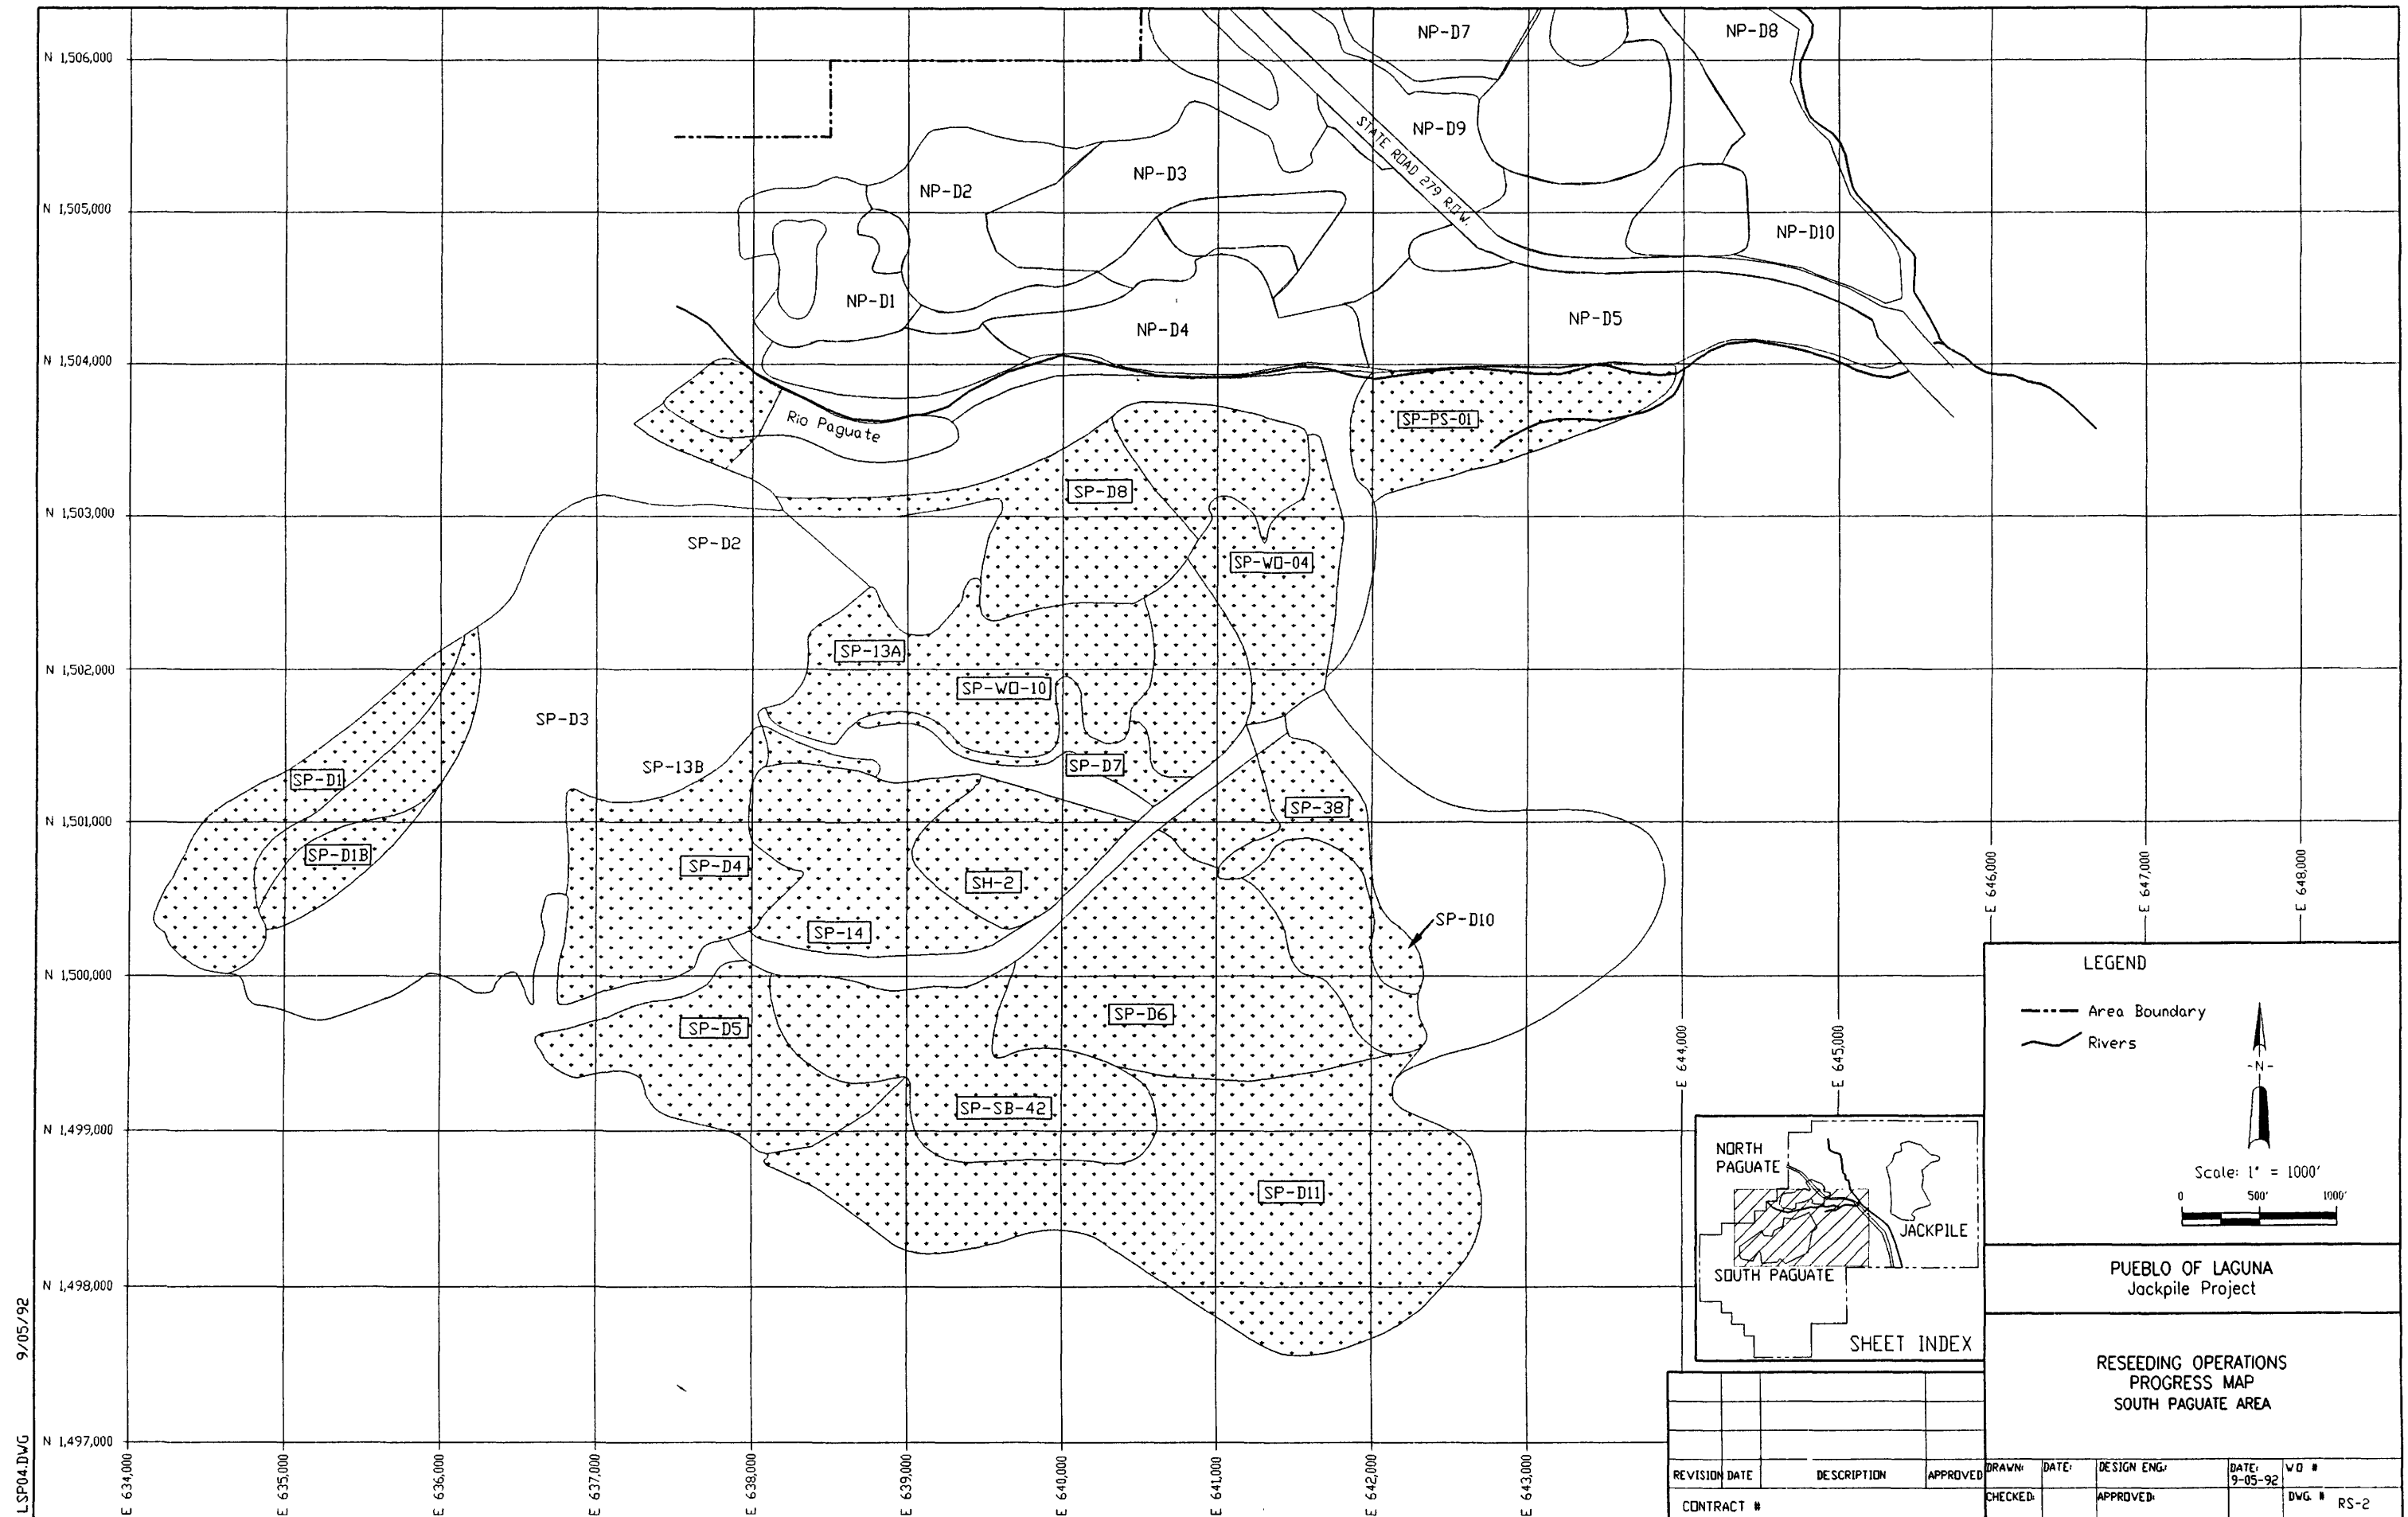 N 1,506,000
N 1,505,000
N 1,504,000
N 1,503,000
N 1,502,000
N 1,501,000
N 1,500,000
N 1,499,000
N 1,498,000
N 1,497,000
NP-D7
NP-D8
NP-D9
STATE ROAD 279 R.O.W.
NP-D3
NP-D2
NP-D10
NP-D1
NP-D4
NP-D5
Rio Paguate
SP-PS-01
SP-D8
SP-D2
SP-WO-04
SP-13A
SP-WO-10
SP-D3
SP-13B
SP-D7
SP-D1
SP-38
SP-D1B
SP-D4
SH-2
SP-14
SP-D10
SP-D6
SP-D5
SP-SB-42
SP-D11
E 634,000
E 635,000
E 636,000
E 637,000
E 638,000
E 639,000
E 640,000
E 641,000
E 642,000
E 643,000
E 644,000
E 645,000
E 646,000
E 647,000
E 648,000
LEGEND
Area Boundary
Rivers
-N-
Scale: 1" = 1000'
0 500' 1000'
NORTH
PAGUATE
JACKPILE
SOUTH PAGUATE
SHEET INDEX
PUEBLO OF LAGUNA
Jackpile Project
RESEEDING OPERATIONS
PROGRESS MAP
SOUTH PAGUATE AREA
REVISION DATE DESCRIPTION APPROVED
CONTRACT #
DRAWN: DATE: DESIGN ENG.: DATE: WO #
9-05-92
CHECKED: APPROVED: DWG. # RS-2
LSP04.DWG 9/05/92